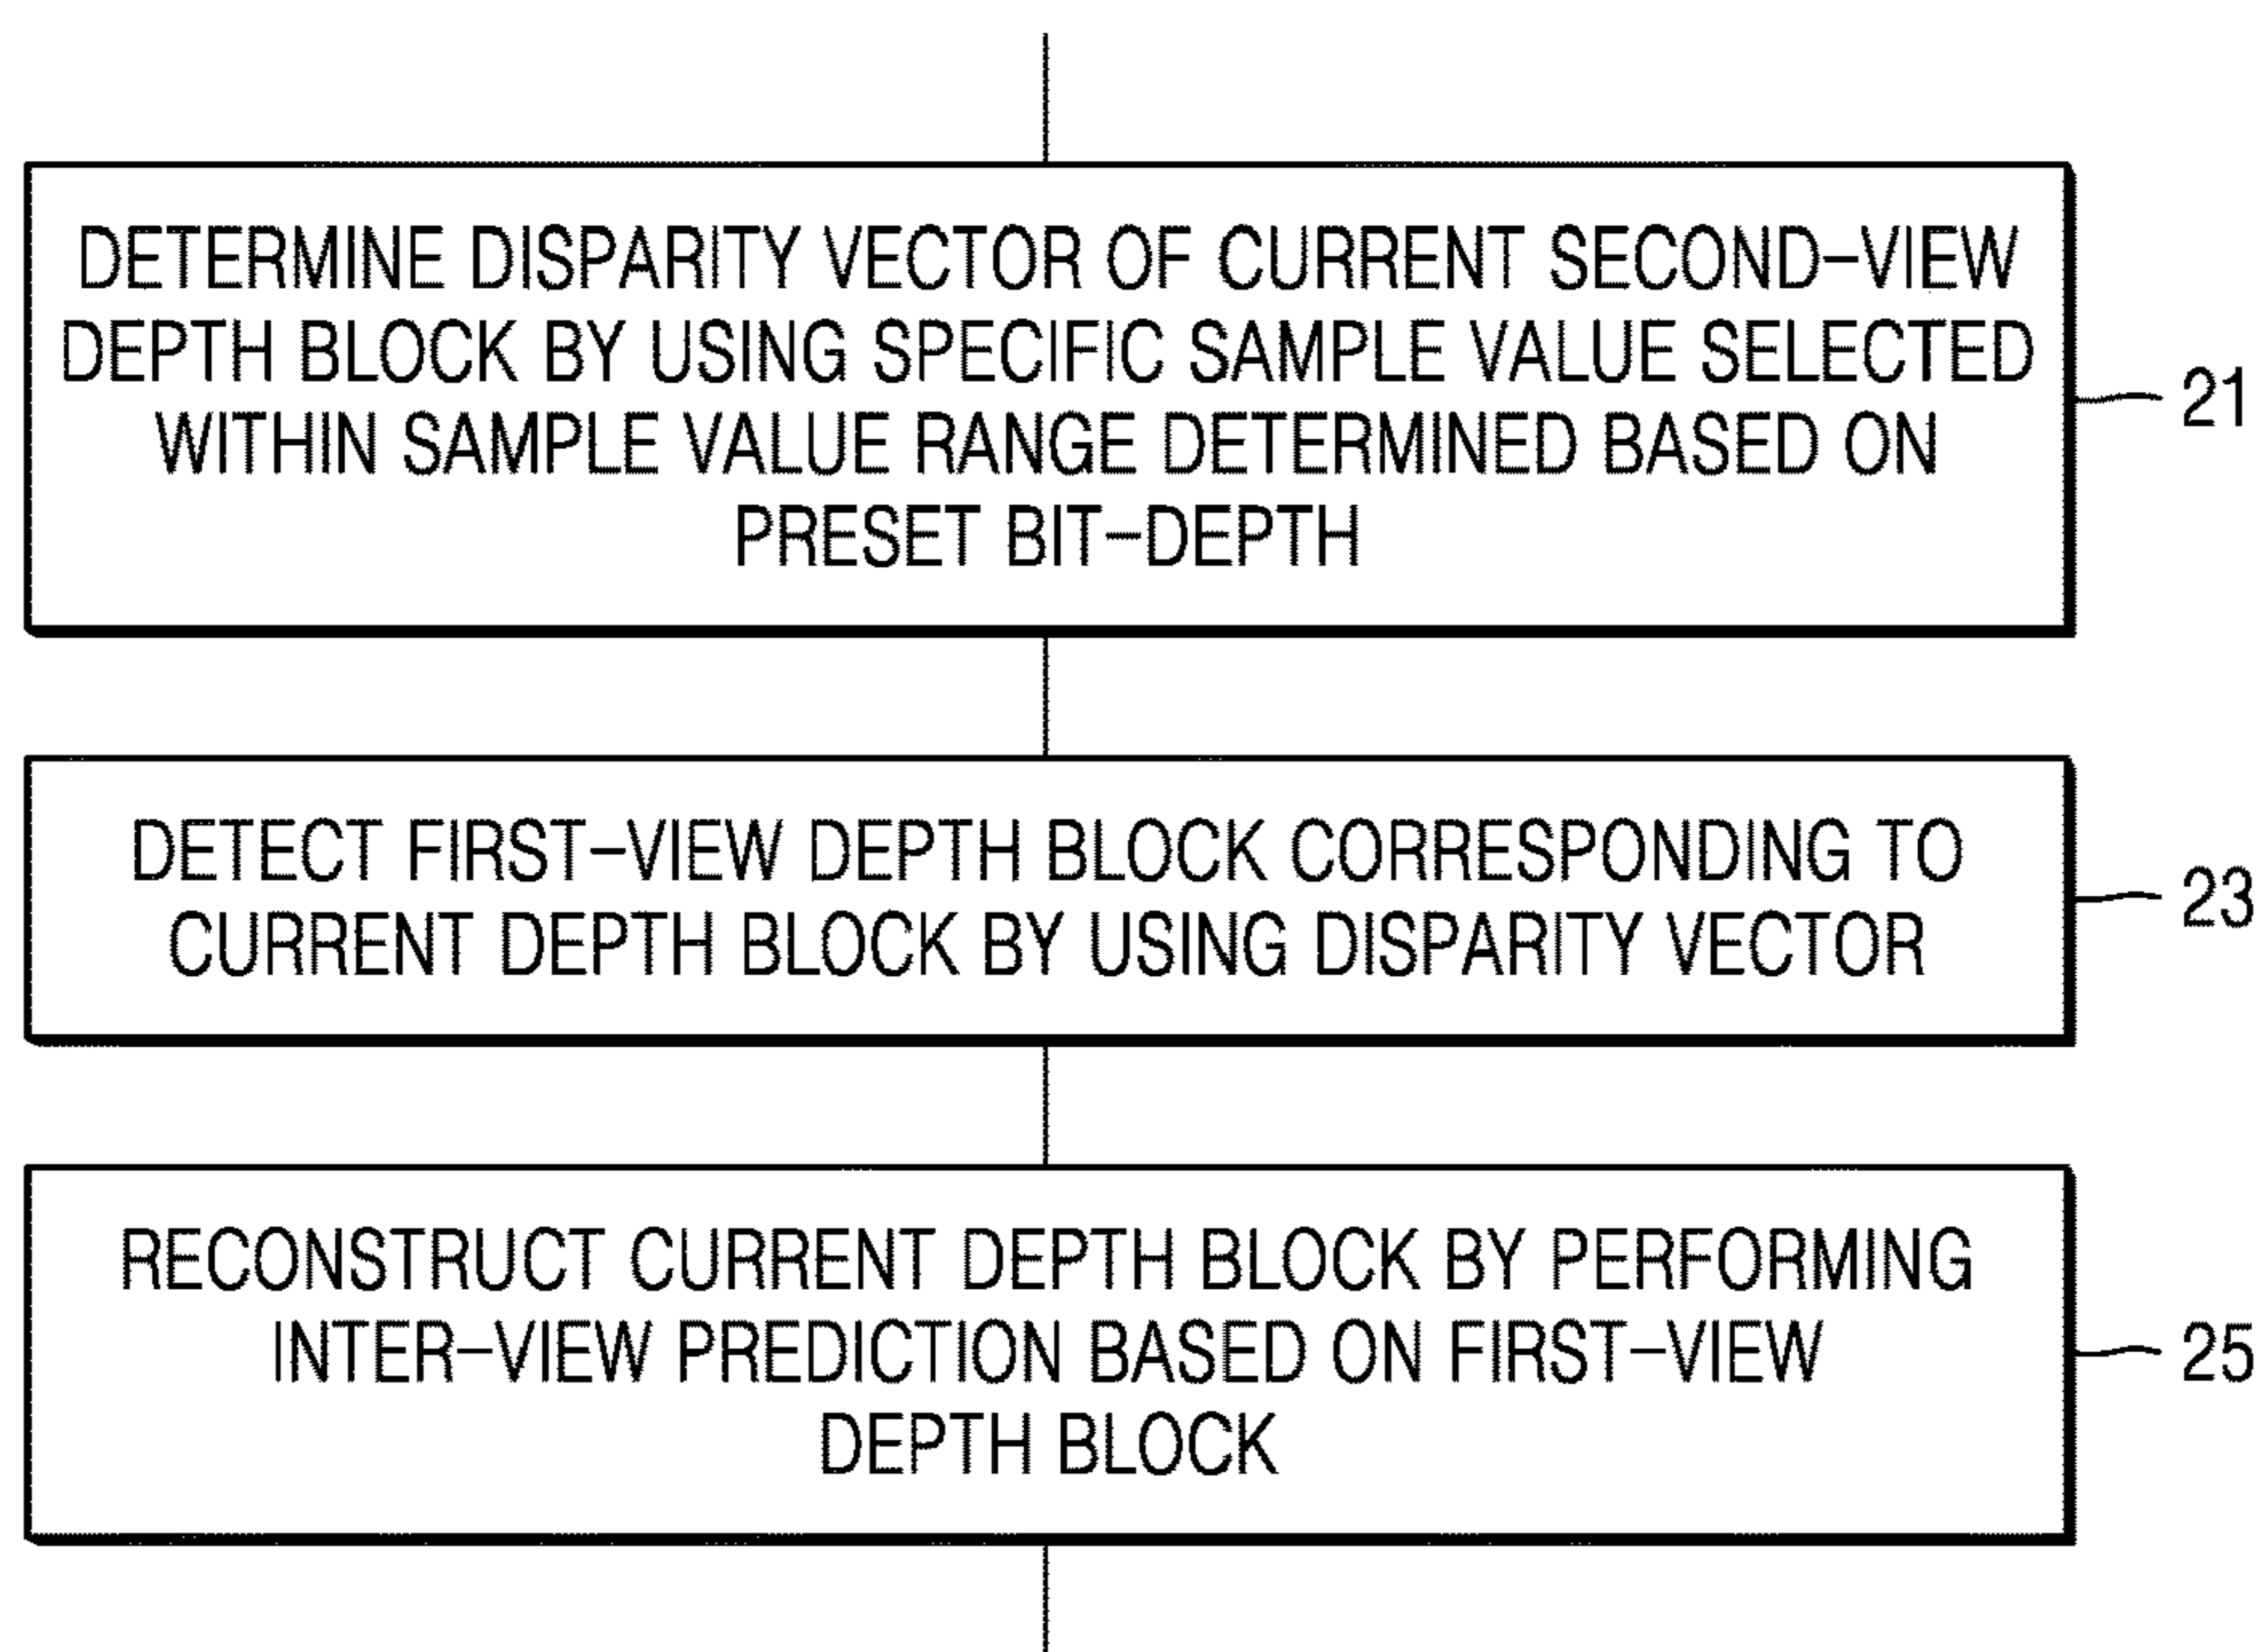 DETERMINE DISPARITY VECTOR OF CURRENT SECOND-VIEW
DEPTH BLOCK BY USING SPECIFIC SAMPLE VALUE SELECTED
WITHIN SAMPLE VALUE RANGE DETERMINED BASED ON
PRESET BIT-DEPTH
21
DETECT FIRST-VIEW DEPTH BLOCK CORRESPONDING TO
CURRENT DEPTH BLOCK BY USING DISPARITY VECTOR
23
RECONSTRUCT CURRENT DEPTH BLOCK BY PERFORMING
INTER-VIEW PREDICTION BASED ON FIRST-VIEW
DEPTH BLOCK
25